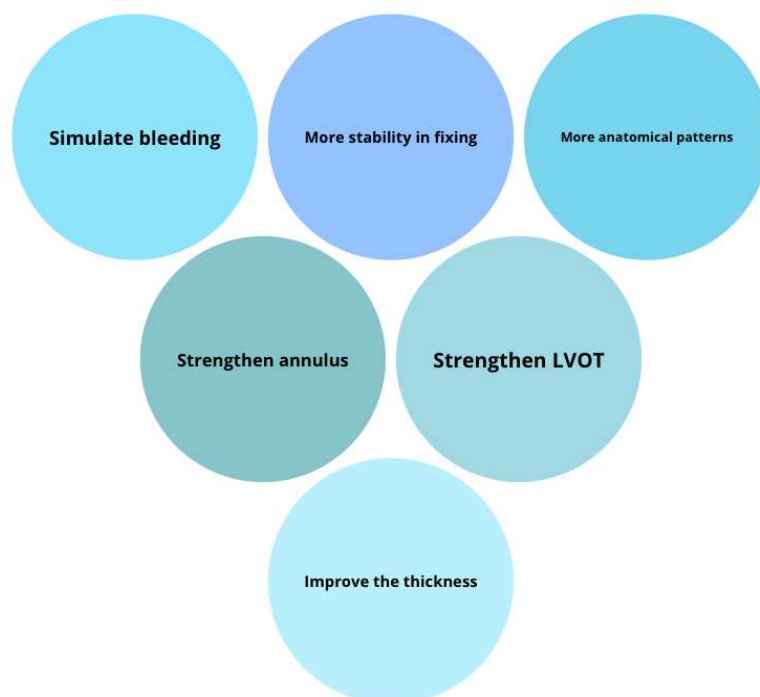 Simulate bleeding
More stability in fixing
More anatomical patterns
Strengthen annulus
Strengthen LVOT
Improve the thickness